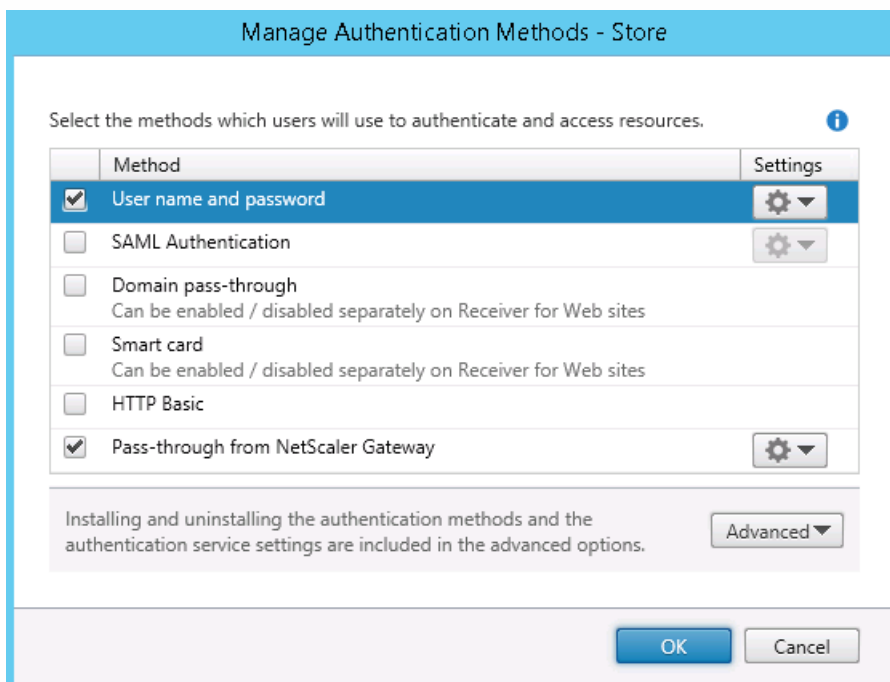 Manage Authentication Methods - Store
Select the methods which users will use to authenticate and access resources.
Method Settings
User name and password
SAML Authentication
Domain pass-through
Can be enabled / disabled separately on Receiver for Web sites
Smart card
Can be enabled / disabled separately on Receiver for Web sites
HTTP Basic
Pass-through from NetScaler Gateway
Installing and uninstalling the authentication methods and the
authentication service settings are included in the advanced options.
Advanced
OK Cancel